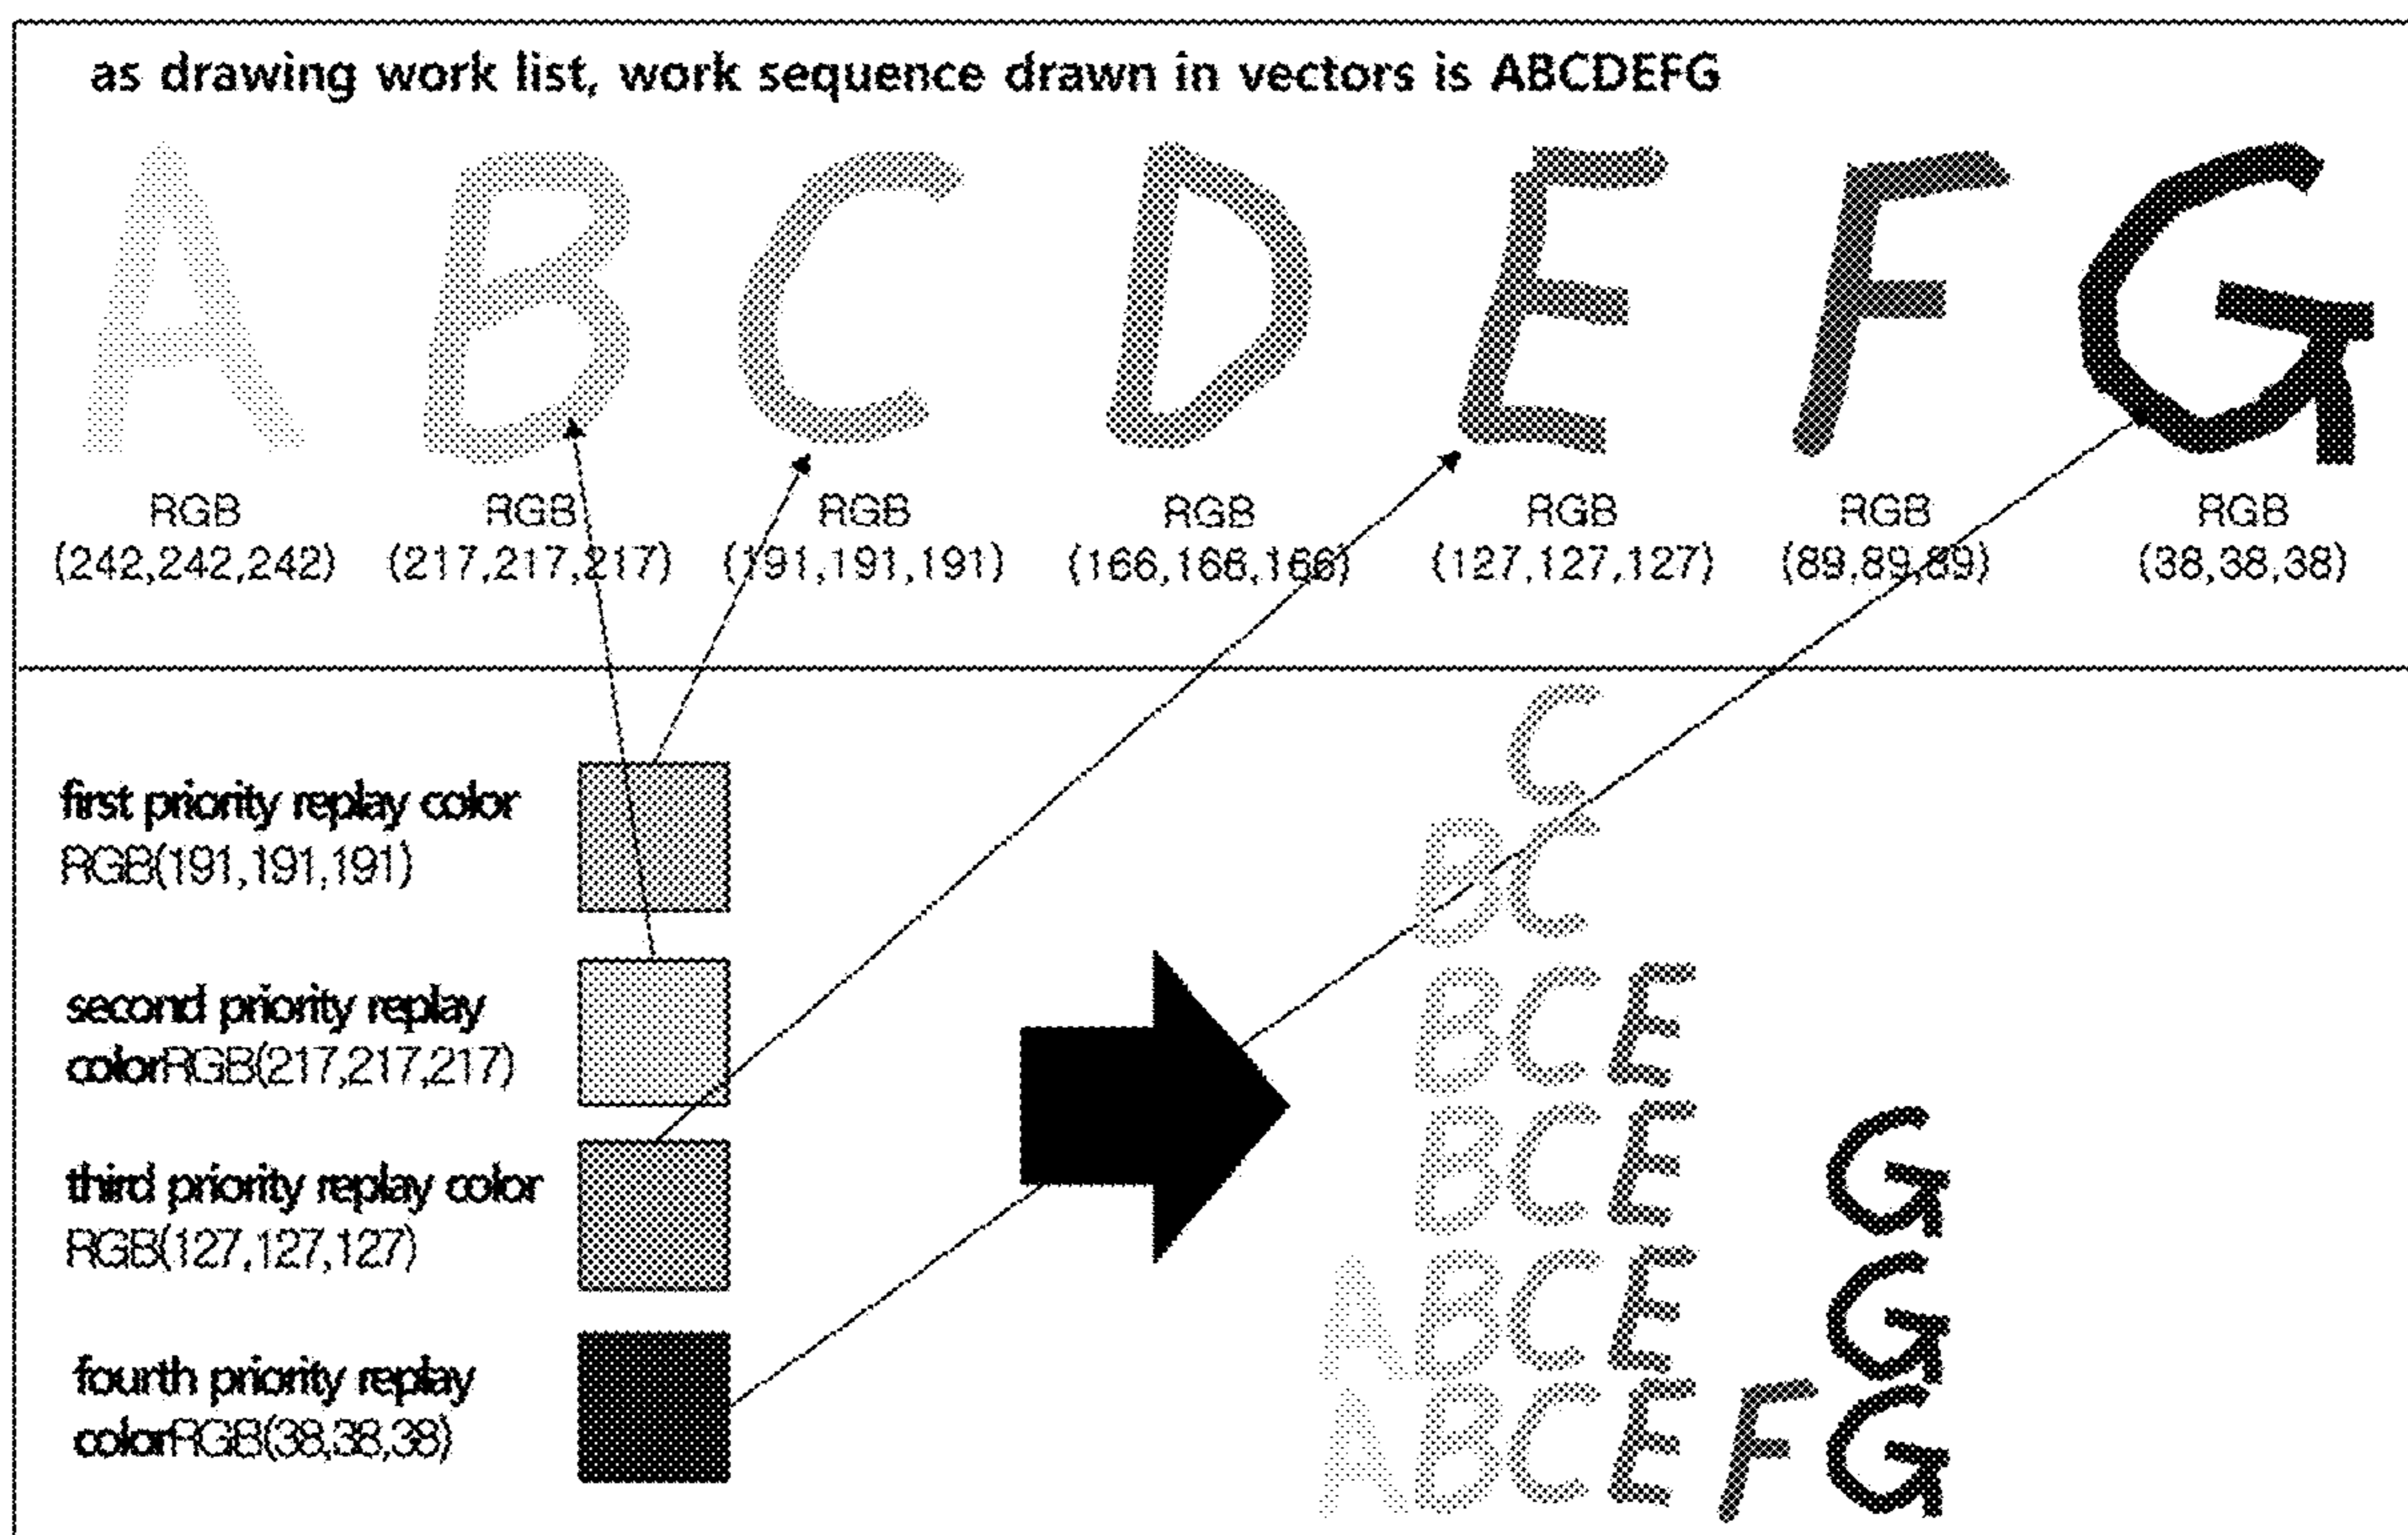 as drawing work list, work sequence drawn in vectors is ABCDEFG
A B C D E F G
RGB RGB RGB RGB RGB RGB RGB
(242,242,242) (217,217,217) (191,191,191) (166,166,166) (127,127,127) (89,89,89) (38,38,38)
C
first priority replay color
RGB(191,191,191)
BC
second priority replay
colorRGB(217,217,217)
BCE
third priority replay color
RGB(127,127,127)
BCE G
ABCE G
fourth priority replay
colorRGB(38,38,38)
ABCEFG